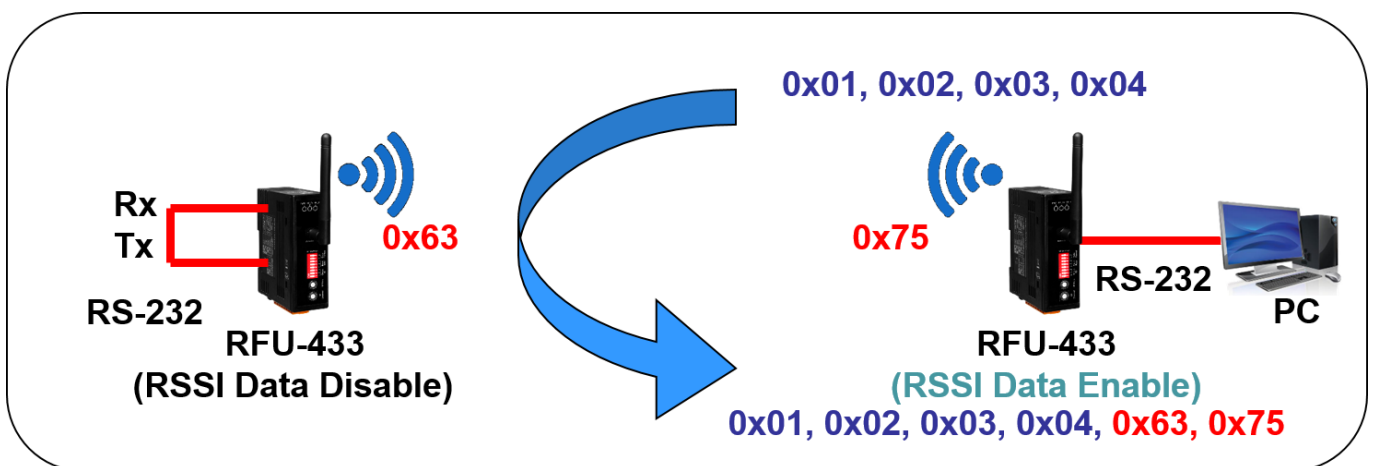 0x01, 0x02, 0x03, 0x04
Rx
Tx
0x63
0x75
RS-232
RS-232
PC
RFU-433
(RSSI Data Disable)
RFU-433
(RSSI Data Enable)
0x01, 0x02, 0x03, 0x04, 0x63, 0x75